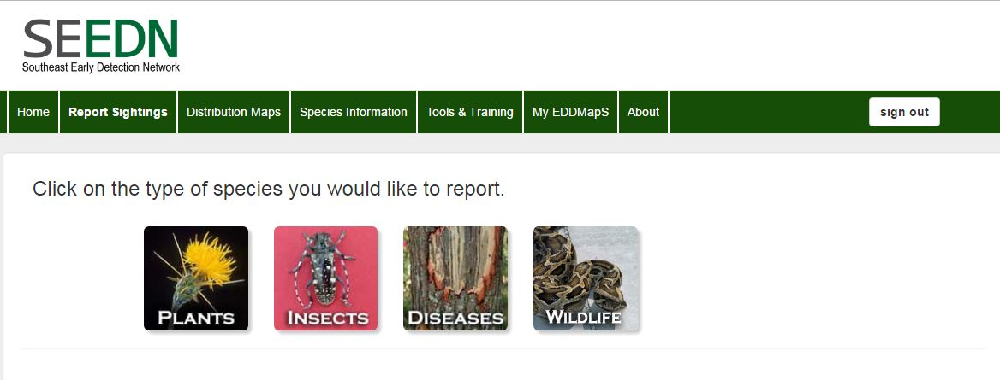 SEEDN
Southeast Early Detection Network
Home Report Sightings Distribution Maps Species Information Tools & Training My EDDMapS About sign out
Click on the type of species you would like to report.
PLANTS INSECTS DISEASES WILDLIFE